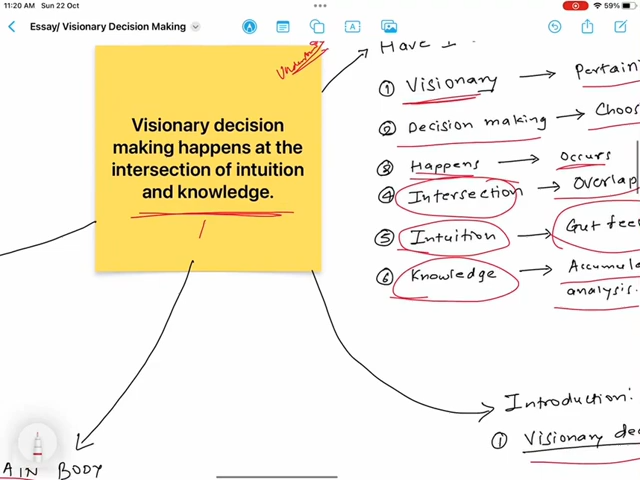 11:20 AM Sun 22 Oct
59%
Essay/ Visionary Decision Making
A
Visionary decision
making happens at the
intersection of intuition
and knowledge.
Have I
① Visionary → Pertain
② Decision making → Choos
③ Happens → Occurs
④ Intersection → Overlap
⑤ Intuition → Gut fee
⑥ Knowledge → Accumula
analysis.
Introduction:
① Visionary dec
AIN BODY